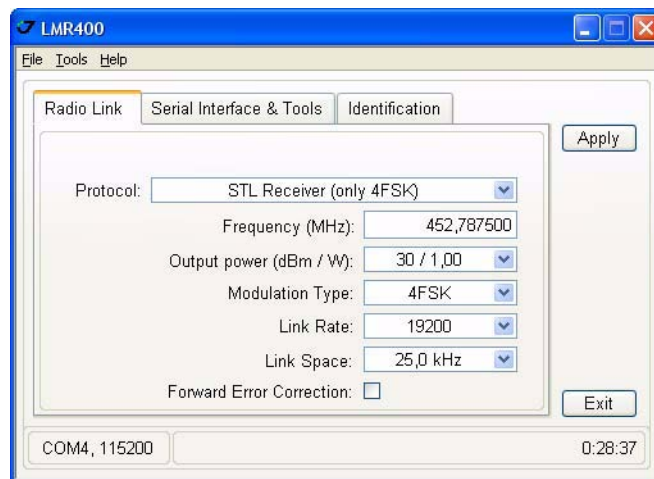 LMR400
File Tools Help
Radio Link Serial Interface & Tools Identification
Apply
Protocol: STL Receiver (only 4FSK)
Frequency (MHz): 452,787500
Output power (dBm / W): 30 / 1,00
Modulation Type: 4FSK
Link Rate: 19200
Link Space: 25,0 kHz
Forward Error Correction:
Exit
COM4, 115200 0:28:37